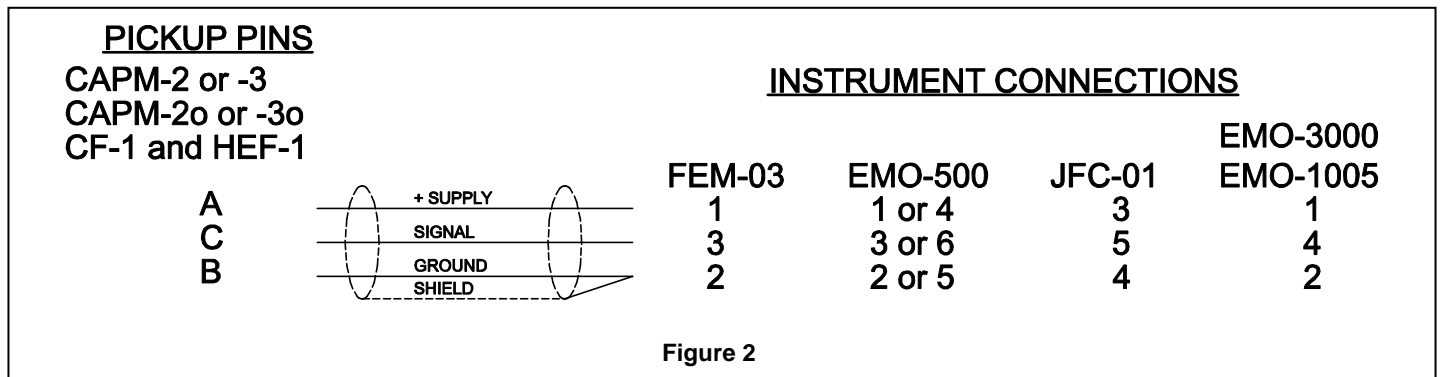 PICKUP PINS
CAPM-2 or -3
CAPM-2o or -3o
CF-1 and HEF-1
INSTRUMENT CONNECTIONS
EMO-3000
FEM-03 EMO-500 JFC-01 EMO-1005
A + SUPPLY 1 1 or 4 3 1
C SIGNAL 3 3 or 6 5 4
B GROUND 2 2 or 5 4 2
SHIELD
Figure 2